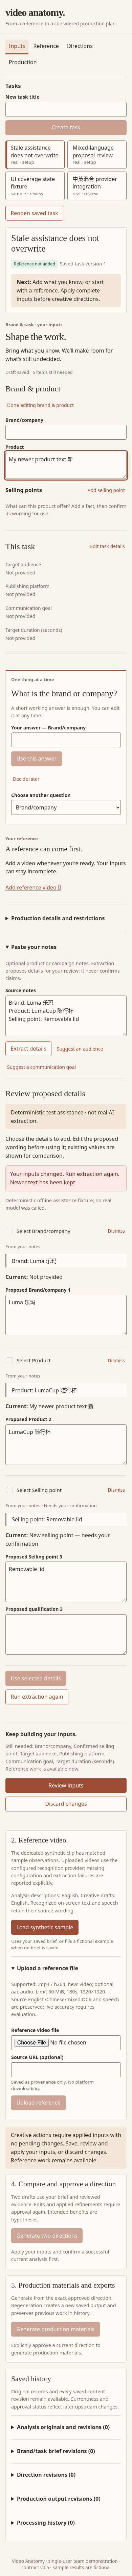 video anatomy.
From a reference to a considered production plan.
Inputs Reference Directions
Production
Tasks
New task title
Create task
Stale assistance does not overwrite
real · setup
Mixed-language proposal review
real · setup
UI coverage state fixture
sample · review
中英混合 provider integration
real · review
Reopen saved task
Stale assistance does not overwrite
Reference not added Saved task version 1
Next: Add what you know, or start with a reference. Apply complete inputs before creative directions.
Brand & task · your inputs
Shape the work.
Bring what you know. We'll make room for what's still undecided.
Draft saved · 6 items still needed
Brand & product
Done editing brand & product
Brand/company
Product
My newer product text 新
Selling points Add selling point
What can this product offer? Add a fact, then confirm its wording for use.
This task Edit task details
Target audience
Not provided
Publishing platform
Not provided
Communication goal
Not provided
Target duration (seconds)
Not provided
One thing at a time
What is the brand or company?
A short working answer is enough. You can edit it at any time.
Your answer — Brand/company
Use this answer
Decide later
Choose another question
Brand/company
Your reference
A reference can come first.
Add a video whenever you're ready. Your inputs can stay incomplete.
Add reference video
Production details and restrictions
Paste your notes
Optional product or campaign notes. Extraction proposes details for your review; it never confirms claims.
Source notes
Brand: Luma 乐玛
Product: LumaCup 随行杯
Selling point: Removable lid
Extract details Suggest an audience
Suggest a communication goal
Review proposed details
Deterministic test assistance · not real AI extraction.
Choose the details to add. Edit the proposed wording before using it; existing values are shown for comparison.
Your inputs changed. Run extraction again. Newer text has been kept.
Deterministic offline assistance fixture; no real model was called.
Select Brand/company Dismiss
From your notes
Brand: Luma 乐玛
Current: Not provided
Proposed Brand/company 1
Luma 乐玛
Select Product Dismiss
From your notes
Product: LumaCup 随行杯
Current: My newer product text 新
Proposed Product 2
LumaCup 随行杯
Select Selling point Dismiss
From your notes · Needs your confirmation
Selling point: Removable lid
Current: New selling point — needs your confirmation
Proposed Selling point 3
Removable lid
Proposed qualification 3
Use selected details
Run extraction again
Keep building your inputs.
Still needed: Brand/company, Confirmed selling point, Target audience, Publishing platform, Communication goal, Target duration (seconds). Reference work is available now.
Review inputs
Discard changes
2. Reference video
The dedicated synthetic clip has matched sample observations. Uploaded videos use the configured recognition provider; missing configuration and extraction failures are reported explicitly.
Analysis descriptions: English. Creative drafts: English. Recognized on-screen text and speech retain their source wording.
Load synthetic sample
Uses your saved brief, or fills a fictional example when no brief is saved.
Upload a reference file
Supported: .mp4 / h264, hevc video; optional aac audio. Limit 50 MiB, 180s, 1920×1920. Source English/Chinese/mixed OCR and speech are preserved; live accuracy requires evaluation.
Reference video file
Choose File No file chosen
Source URL (optional)
Saved as provenance only. No platform downloading.
Upload reference
Creative actions require applied inputs with no pending changes. Save, review and apply your inputs, or discard changes. Reference work remains available.
4. Compare and approve a direction
Two drafts use your brief and reviewed evidence. Edits and applied refinements require approval again. Intended benefits are hypotheses.
Generate two directions
Apply your inputs and confirm a successful current analysis first.
5. Production materials and exports
Generate from the exact approved direction. Regeneration creates a new saved output and preserves previous work in history.
Generate production materials
Explicitly approve a current direction to generate production materials.
Saved history
Original records and every saved content revision remain available. Currentness and approval status reflect later upstream changes.
Analysis originals and revisions (0)
Brand/task brief revisions (0)
Direction revisions (0)
Production output revisions (0)
Processing history (0)
Video Anatomy · single-user team demonstration · contract v0.5 · sample results are fictional